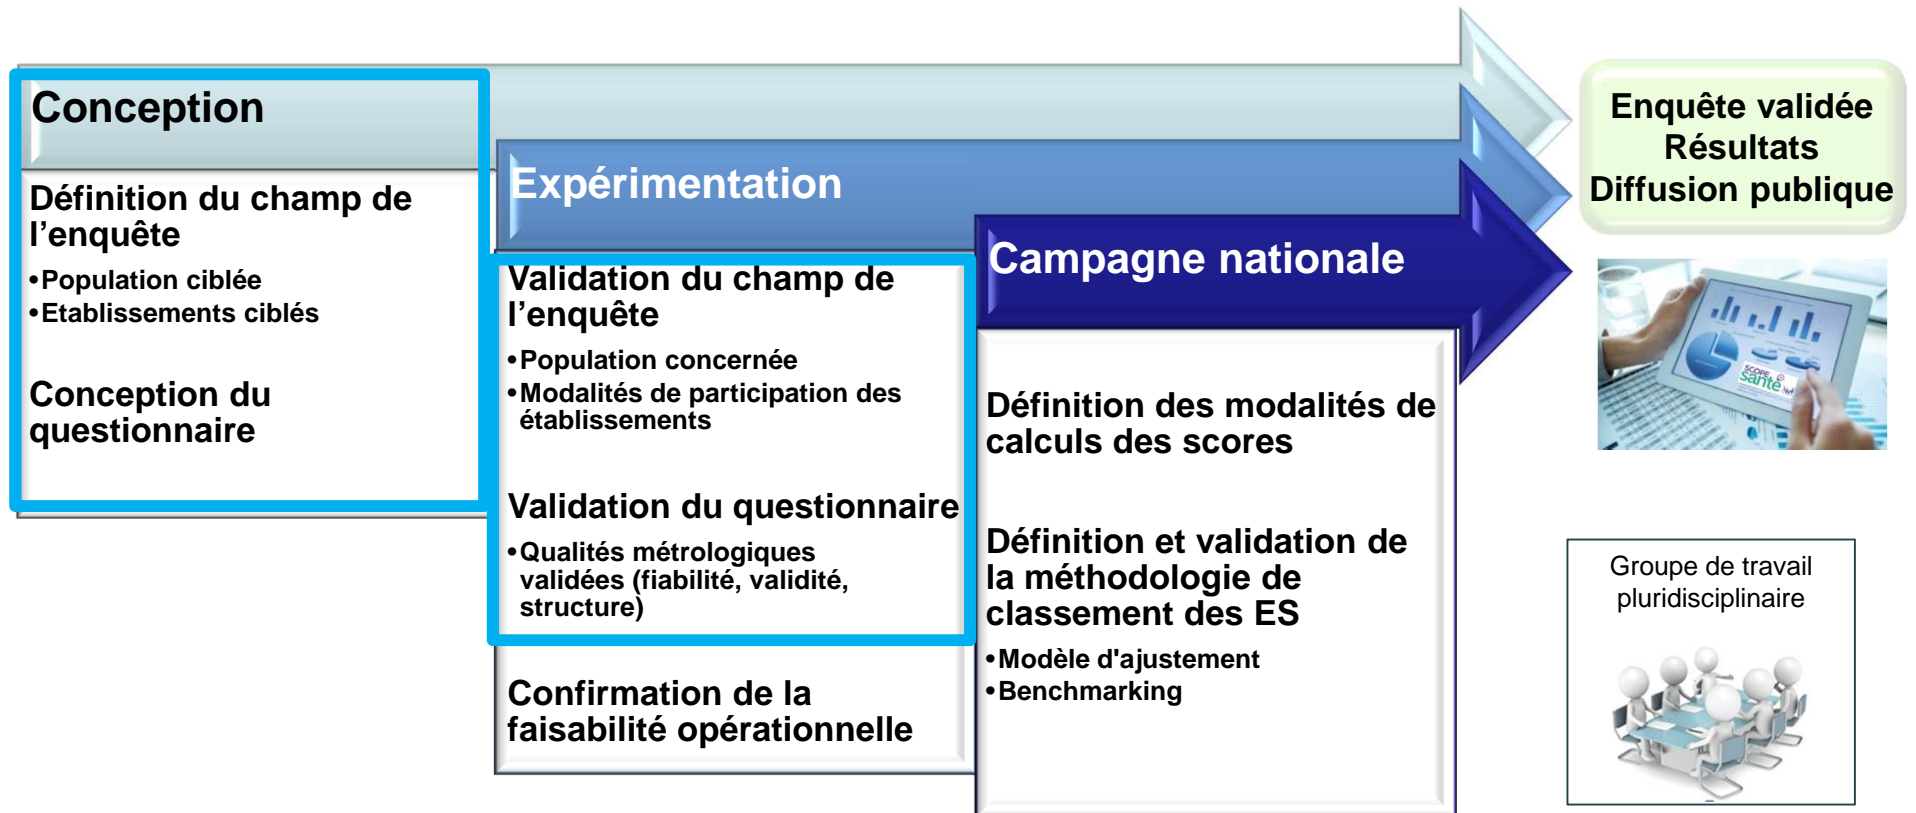 Conception
Définition du champ de
l'enquête
•Population ciblée
•Etablissements ciblés
Conception du
questionnaire
Expérimentation
Validation du champ de
l'enquête
•Population concernée
•Modalités de participation des
établissements
Validation du questionnaire
•Qualités métrologiques
validées (fiabilité, validité,
structure)
Confirmation de la
faisabilité opérationnelle
Campagne nationale
Définition des modalités de
calculs des scores
Définition et validation de
la méthodologie de
classement des ES
•Modèle d'ajustement
•Benchmarking
Enquête validée
Résultats
Diffusion publique
SCOPE
santé
Groupe de travail
pluridisciplinaire